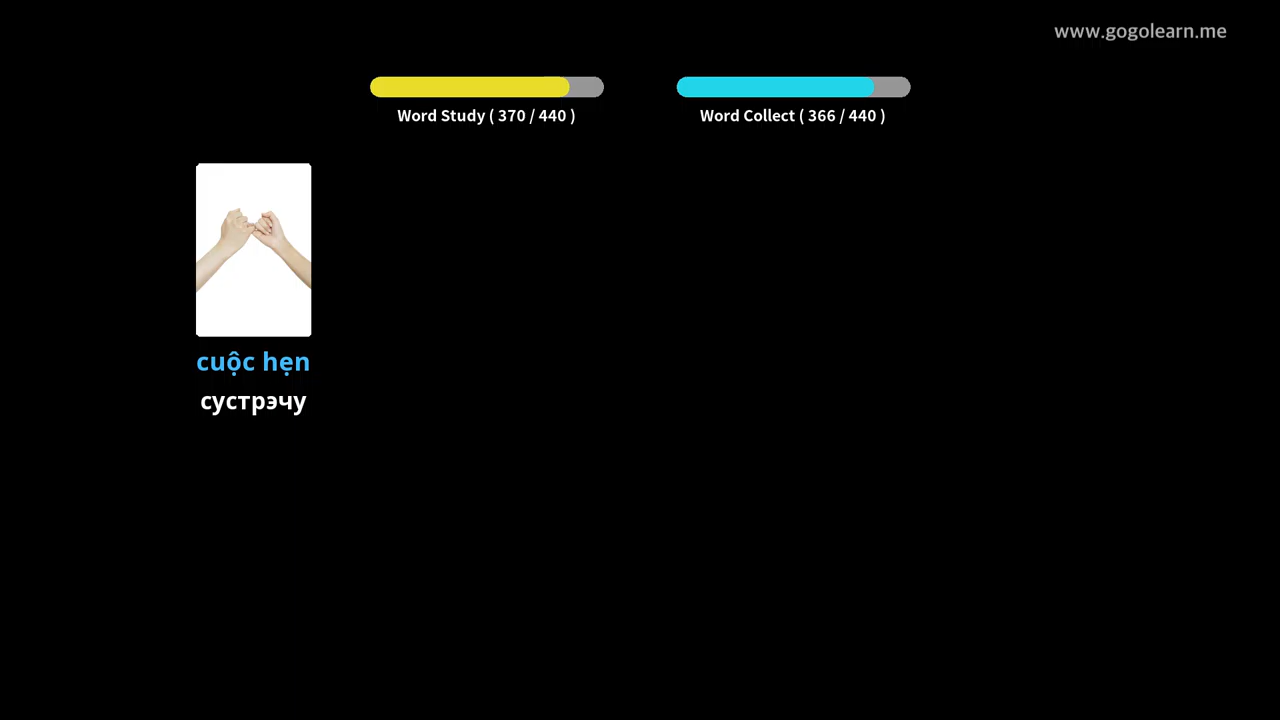 www.gogolearn.me
Word Study ( 370 / 440 )
Word Collect ( 366 / 440 )
cuộc hẹn
сустрэчу